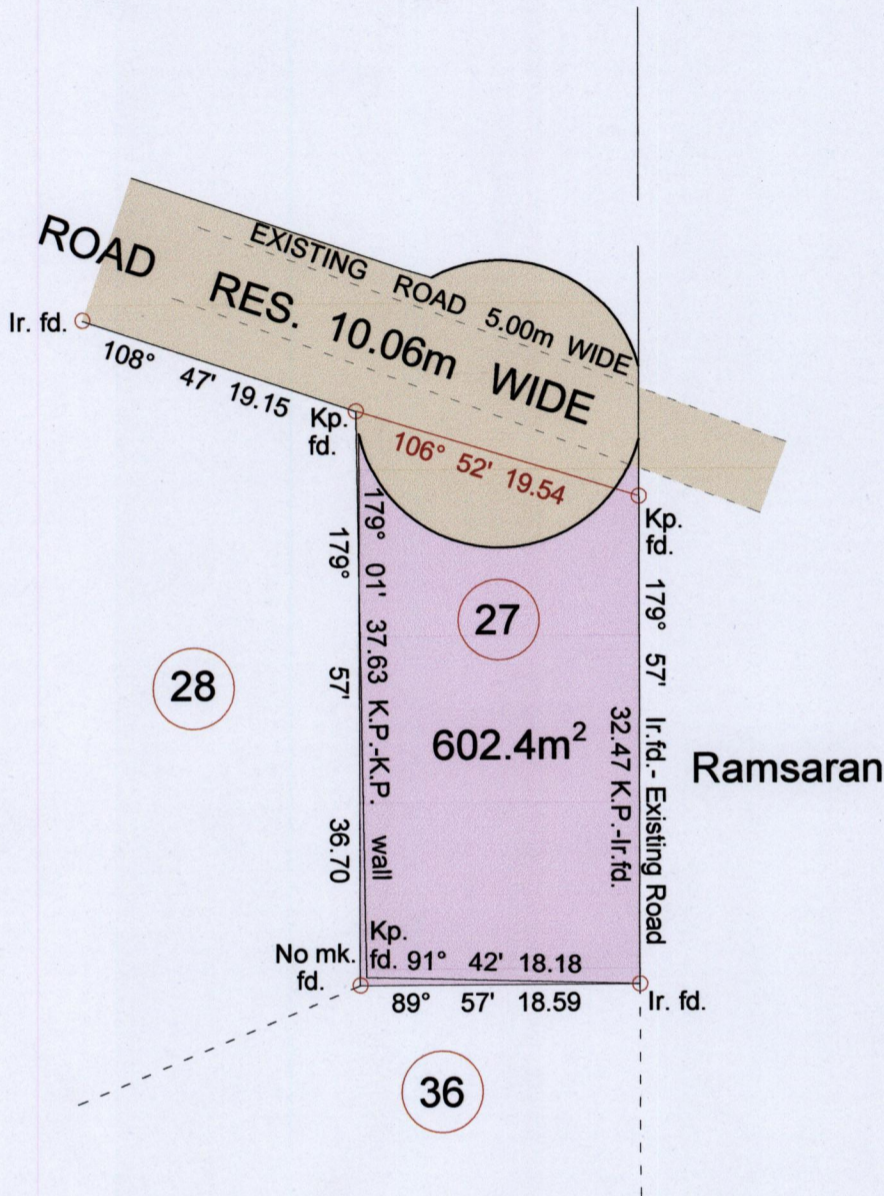 EXISTING ROAD 5.00m WIDE
ROAD RES. 10.06m WIDE
Ir. fd.
108° 47' 19.15
Kp.
fd.
106° 52' 19.54
Kp.
fd.
179° 01' 37.63 K.P.-K.P. wall
179° 57' 36.70
27
28
602.4m²
179° 57' Ir.fd.- Existing Road
32.47 K.P.-Ir.fd.
Ramsaran
Kp.
fd.
91° 42' 18.18
No mk.
fd.
89° 57' 18.59
Ir. fd.
36